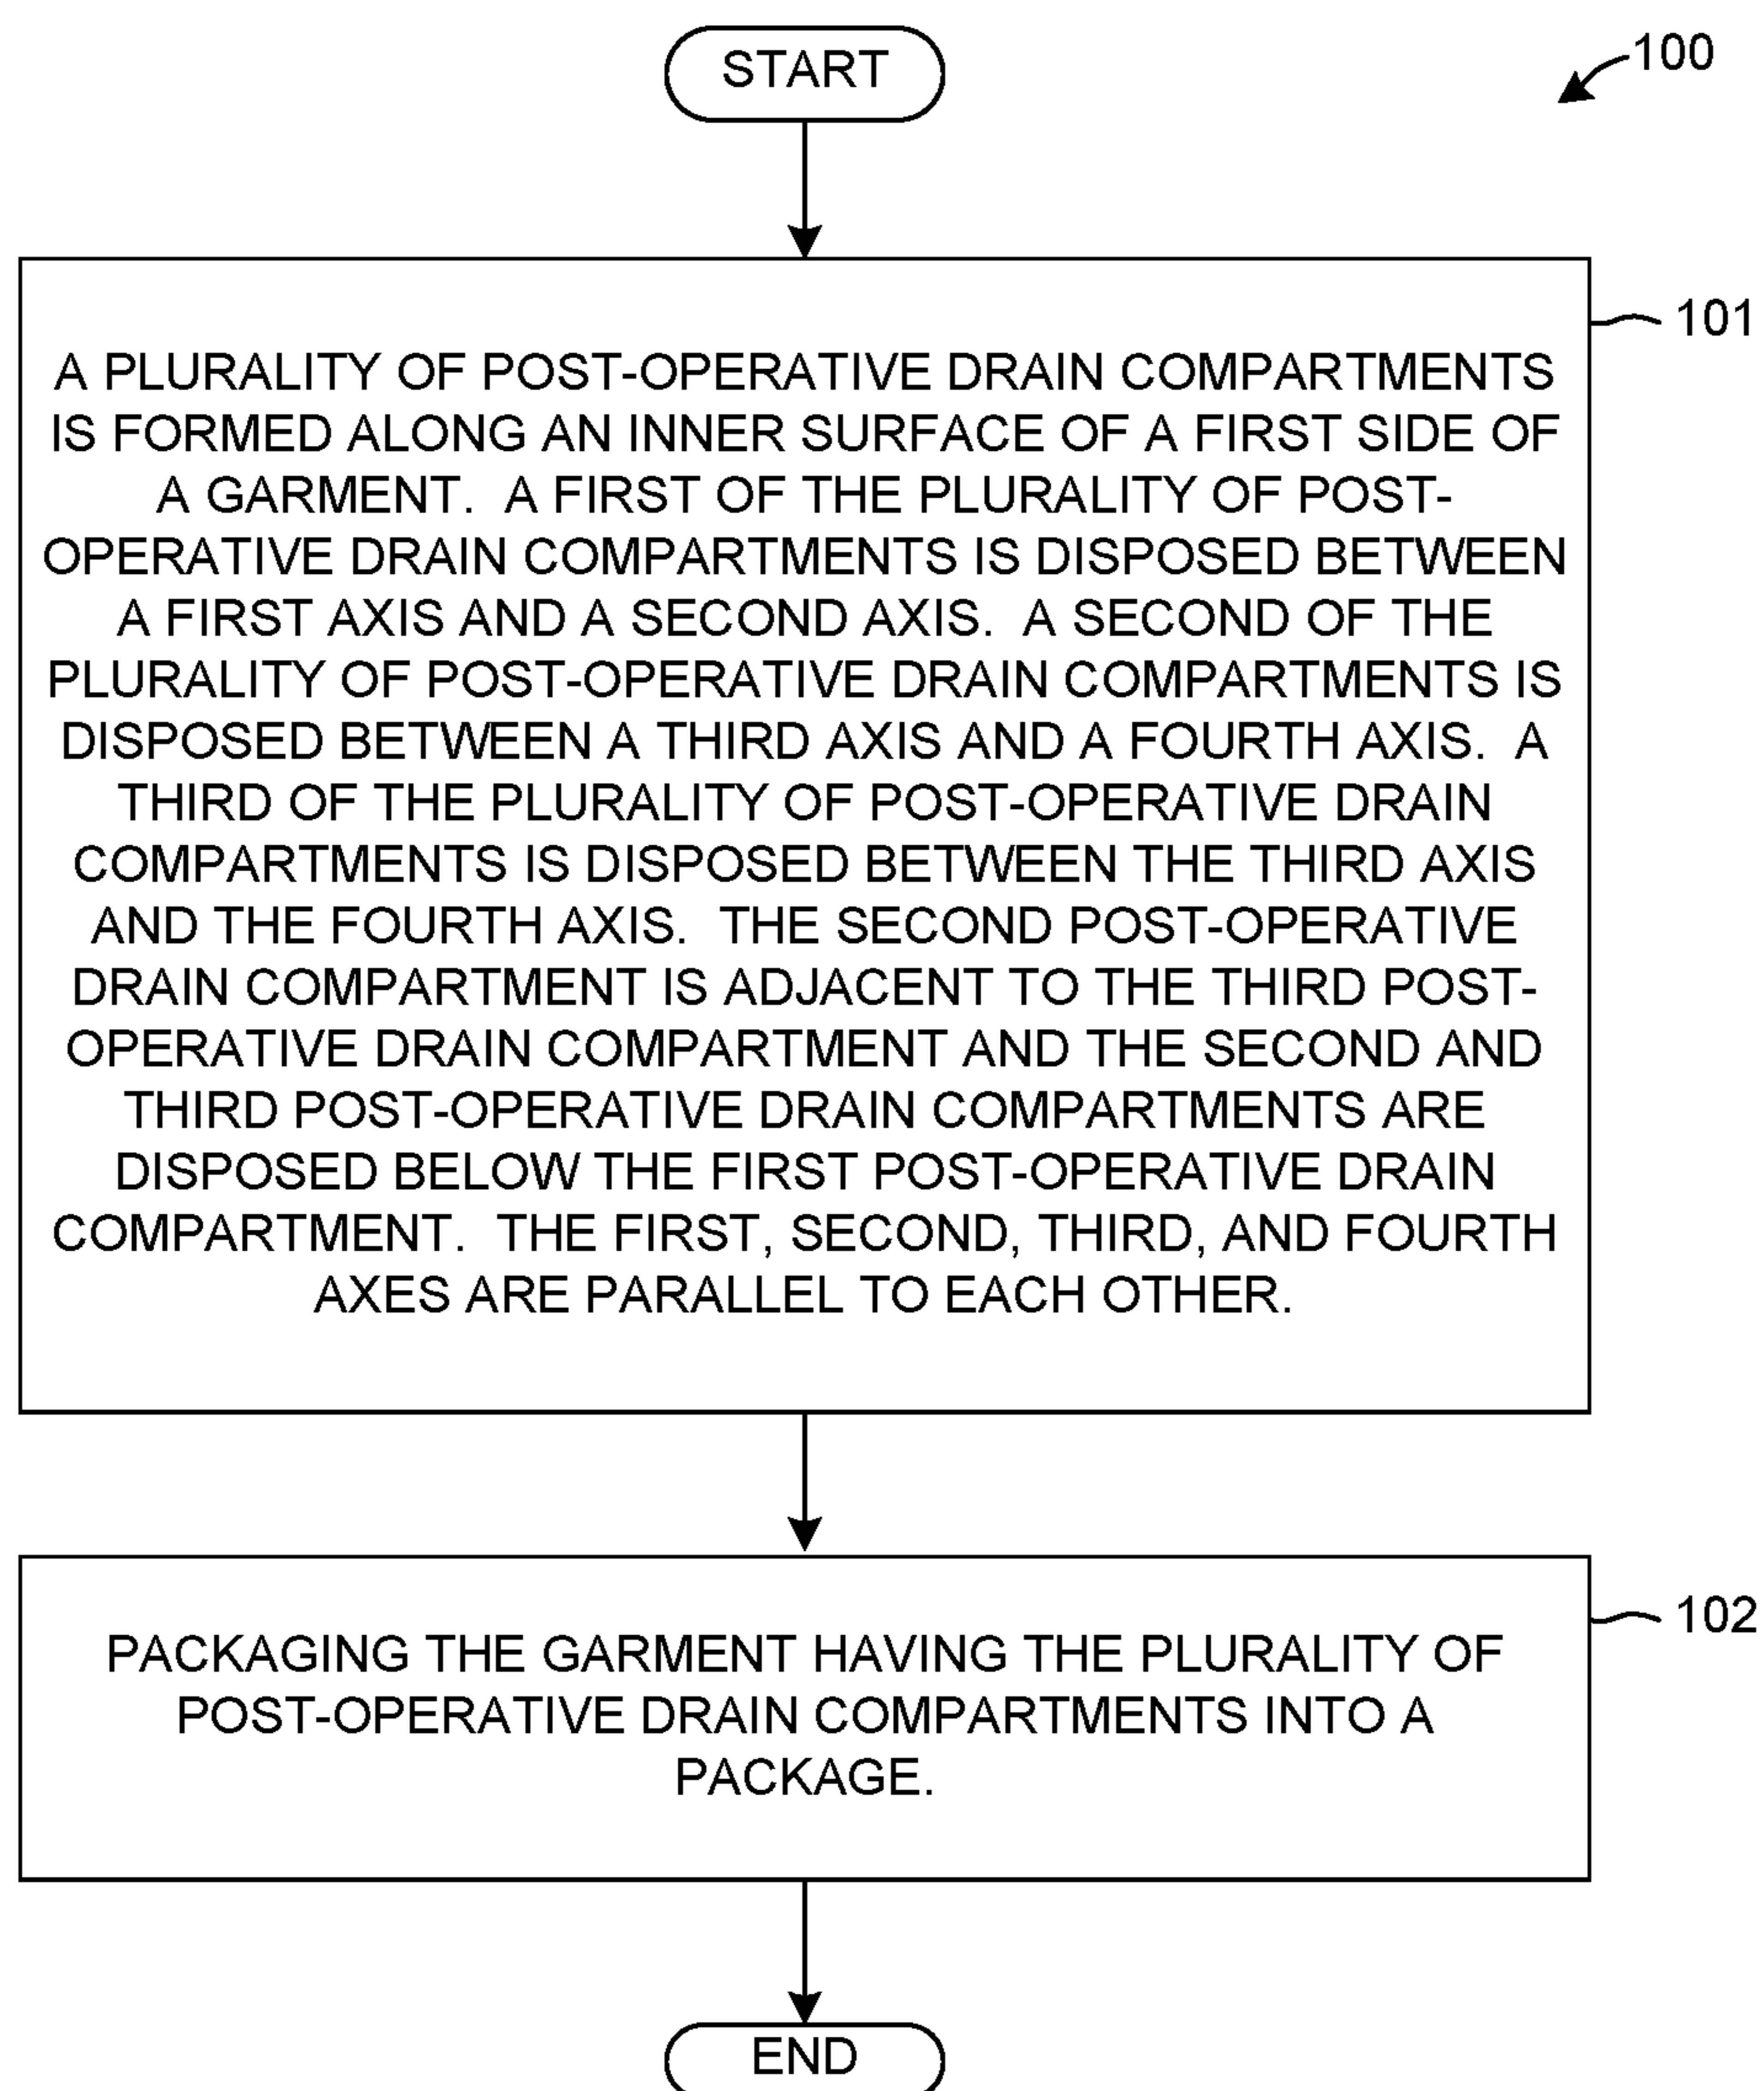 START
100
101
A PLURALITY OF POST-OPERATIVE DRAIN COMPARTMENTS
IS FORMED ALONG AN INNER SURFACE OF A FIRST SIDE OF
A GARMENT.  A FIRST OF THE PLURALITY OF POST-
OPERATIVE DRAIN COMPARTMENTS IS DISPOSED BETWEEN
A FIRST AXIS AND A SECOND AXIS.  A SECOND OF THE
PLURALITY OF POST-OPERATIVE DRAIN COMPARTMENTS IS
DISPOSED BETWEEN A THIRD AXIS AND A FOURTH AXIS.  A
THIRD OF THE PLURALITY OF POST-OPERATIVE DRAIN
COMPARTMENTS IS DISPOSED BETWEEN THE THIRD AXIS
AND THE FOURTH AXIS.  THE SECOND POST-OPERATIVE
DRAIN COMPARTMENT IS ADJACENT TO THE THIRD POST-
OPERATIVE DRAIN COMPARTMENT AND THE SECOND AND
THIRD POST-OPERATIVE DRAIN COMPARTMENTS ARE
DISPOSED BELOW THE FIRST POST-OPERATIVE DRAIN
COMPARTMENT.  THE FIRST, SECOND, THIRD, AND FOURTH
AXES ARE PARALLEL TO EACH OTHER.
102
PACKAGING THE GARMENT HAVING THE PLURALITY OF
POST-OPERATIVE DRAIN COMPARTMENTS INTO A
PACKAGE.
END